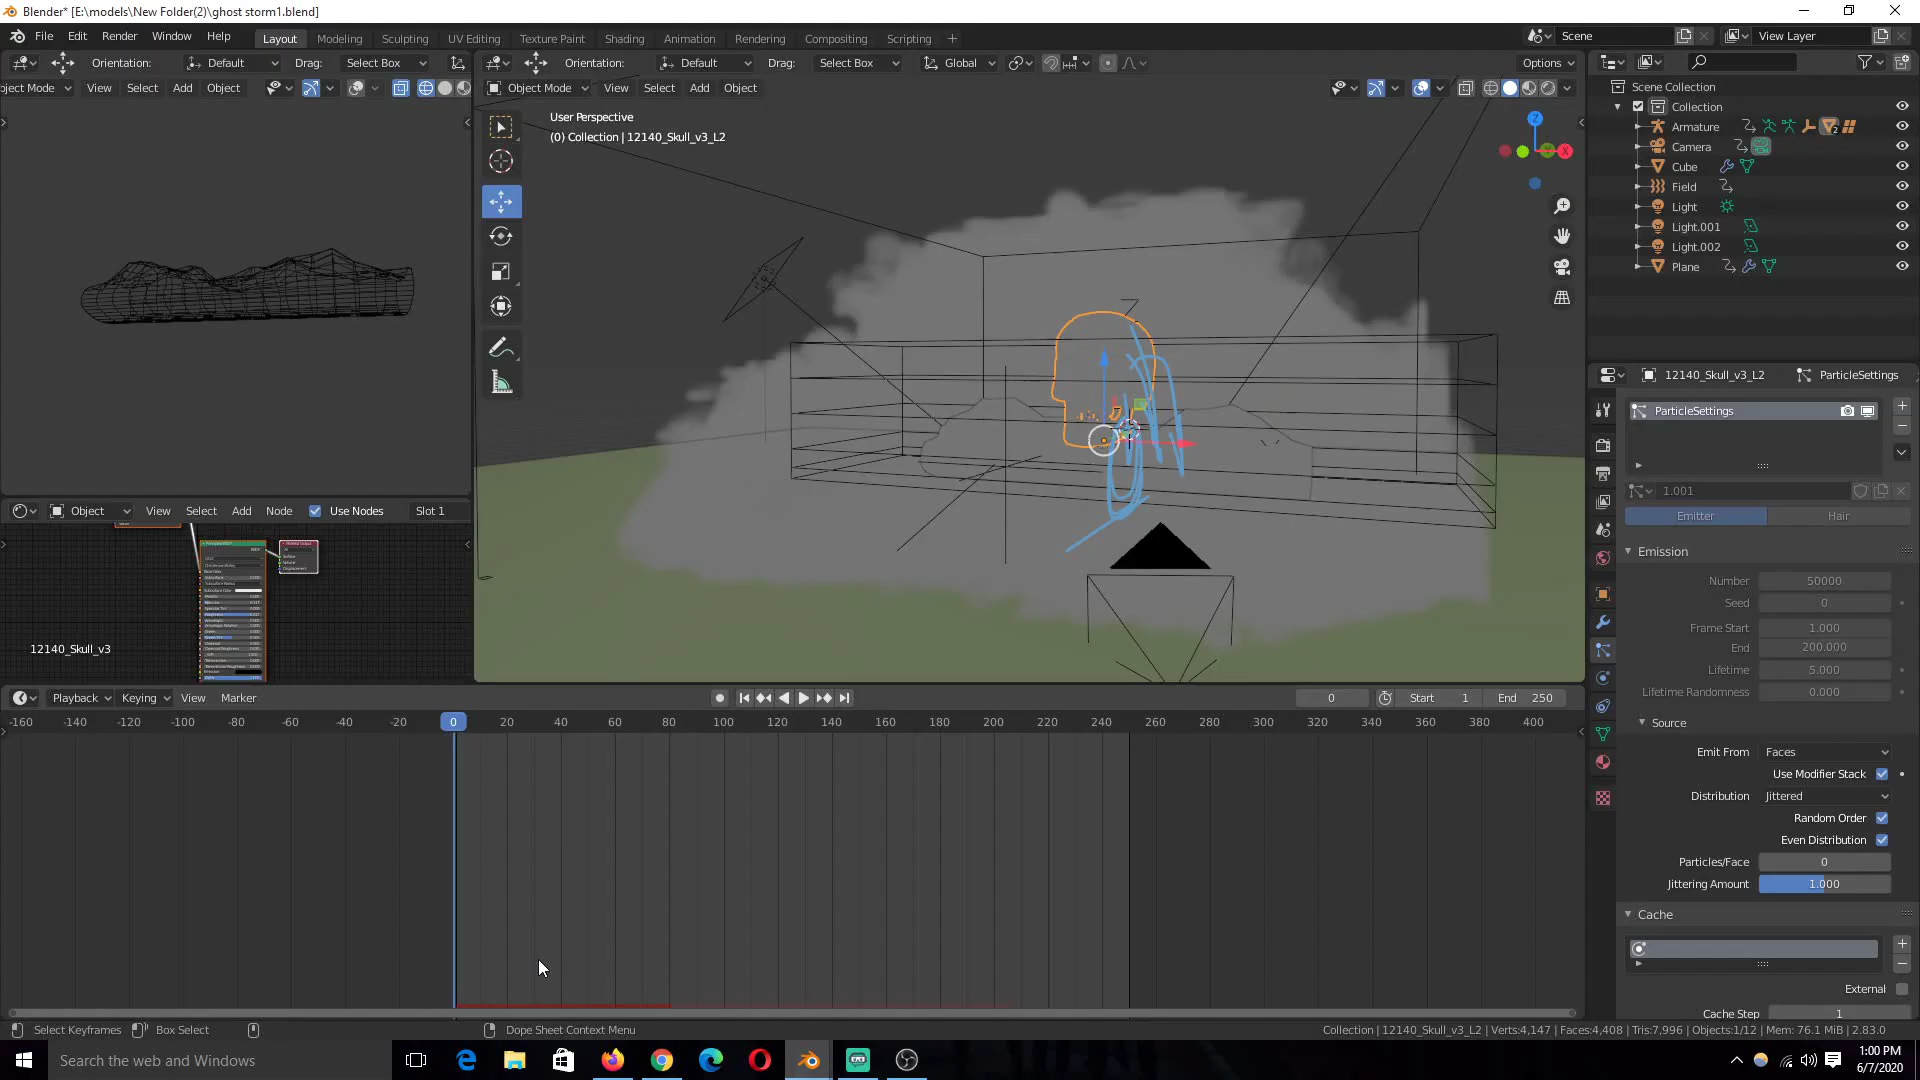 Blender* [E:\models\New Folder(2)\ghost storm1.blend]
File Edit Render Window Help
Layout Modeling Sculpting UV Editing Texture Paint Shading Animation Rendering Compositing Scripting +
Scene View Layer
Orientation: Default Drag: Select Box
Orientation: Default Drag: Select Box Global Options
bject Mode View Select Add Object
Object Mode View Select Add Object
User Perspective
(0) Collection | 12140_Skull_v3_L2
Z
X
Scene Collection
Collection
Armature 2
Camera
Cube
Field
Light
Light.001
Light.002
Plane
12140_Skull_v3_L2 ParticleSettings
ParticleSettings
1.001
Emitter Hair
Emission
Number 50000
Seed 0
Frame Start 1.000
End 200.000
Lifetime 5.000
Lifetime Randomness 0.000
Source
Emit From Faces
Use Modifier Stack
Distribution Jittered
Random Order
Even Distribution
Particles/Face 0
Jittering Amount 1.000
Cache
External
Cache Step 1
Object View Select Add Node Use Nodes Slot 1
12140_Skull_v3
Playback Keying View Marker
0 Start 1 End 250
-160 -140 -120 -100 -80 -60 -40 -20 0 20 40 60 80 100 120 140 160 180 200 220 240 260 280 300 320 340 360 380 400
Select Keyframes Box Select Dope Sheet Context Menu
Collection | 12140_Skull_v3_L2 | Verts:4,147 | Faces:4,408 | Tris:7,996 | Objects:1/12 | Mem: 76.1 MiB | 2.83.0
Search the web and Windows
1:00 PM
6/7/2020